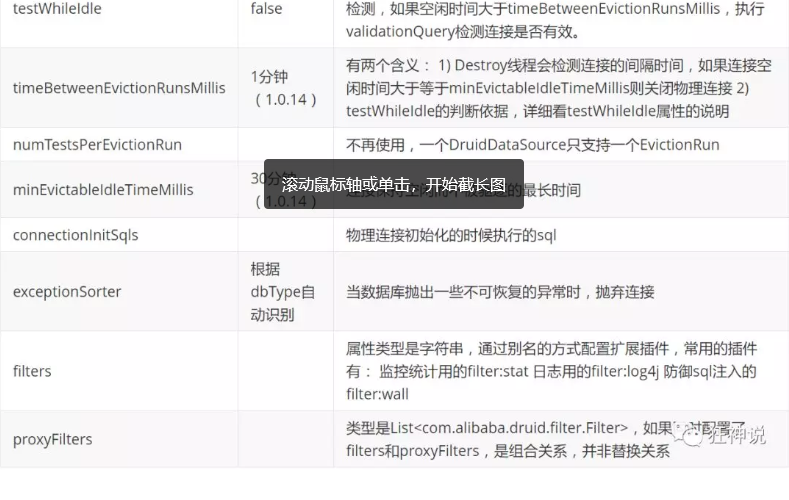 testWhileIdle
false
检测，如果空闲时间大于timeBetweenEvictionRunsMillis，执行
validationQuery检测连接是否有效。
timeBetweenEvictionRunsMillis
1分钟
（ 1.0.14 ）
有两个含义： 1) Destroy线程会检测连接的间隔时间，如果连接空
闲时间大于等于minEvictableIdleTimeMillis则关闭物理连接 2)
testWhileIdle的判断依据，详细看testWhileIdle属性的说明
numTestsPerEvictionRun
不再使用，一个DruidDataSource只支持一个EvictionRun
minEvictableIdleTimeMillis
30分钟
（ 1.0.14 ）
的最长时间
滚动鼠标轴或单击，开始截长图
connectionInitSqls
物理连接初始化的时候执行的sql
exceptionSorter
根据
dbType自
动识别
当数据库抛出一些不可恢复的异常时，抛弃连接
filters
属性类型是字符串，通过别名的方式配置扩展插件，常用的插件
有： 监控统计用的filter:stat 日志用的filter:log4j 防御sql注入的
filter:wall
proxyFilters
类型是List<com.alibaba.druid.filter.Filter>，如果
时配置了
filters和proxyFilters，是组合关系，并非替换关系
狂神说